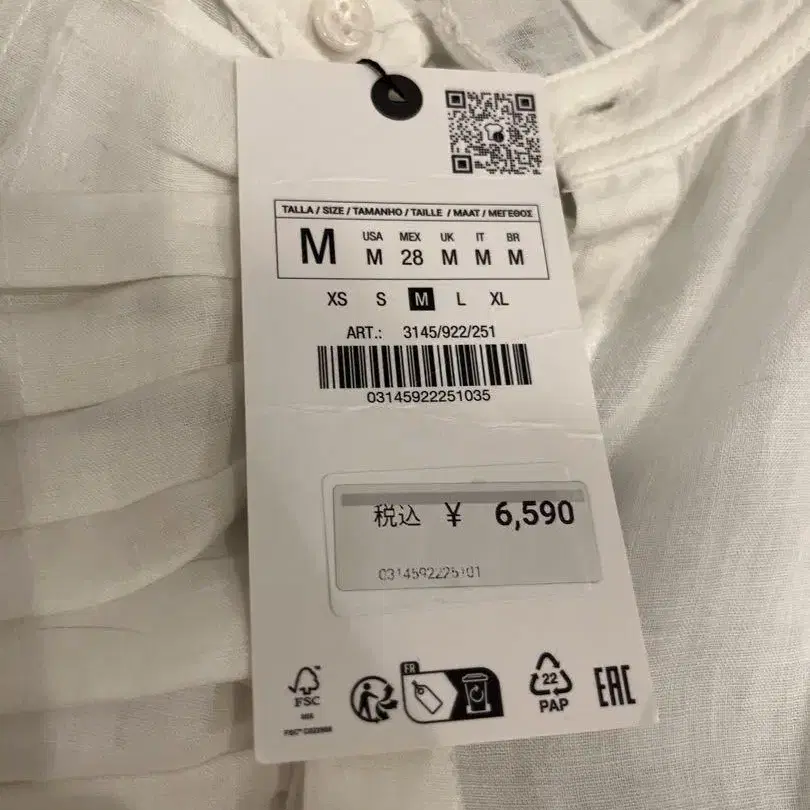 TALLA / SIZE / TAMANHO / TAILLE / MAAT / ΜΕΓΕΘΟΣ
M
USA MEX UK IT BR
M 28 M M M
XS S M L XL
ART.: 3145/922/251
03145922251035
税込 ¥ 6,590
FR
FSC
MIX
22
PAP
EAC